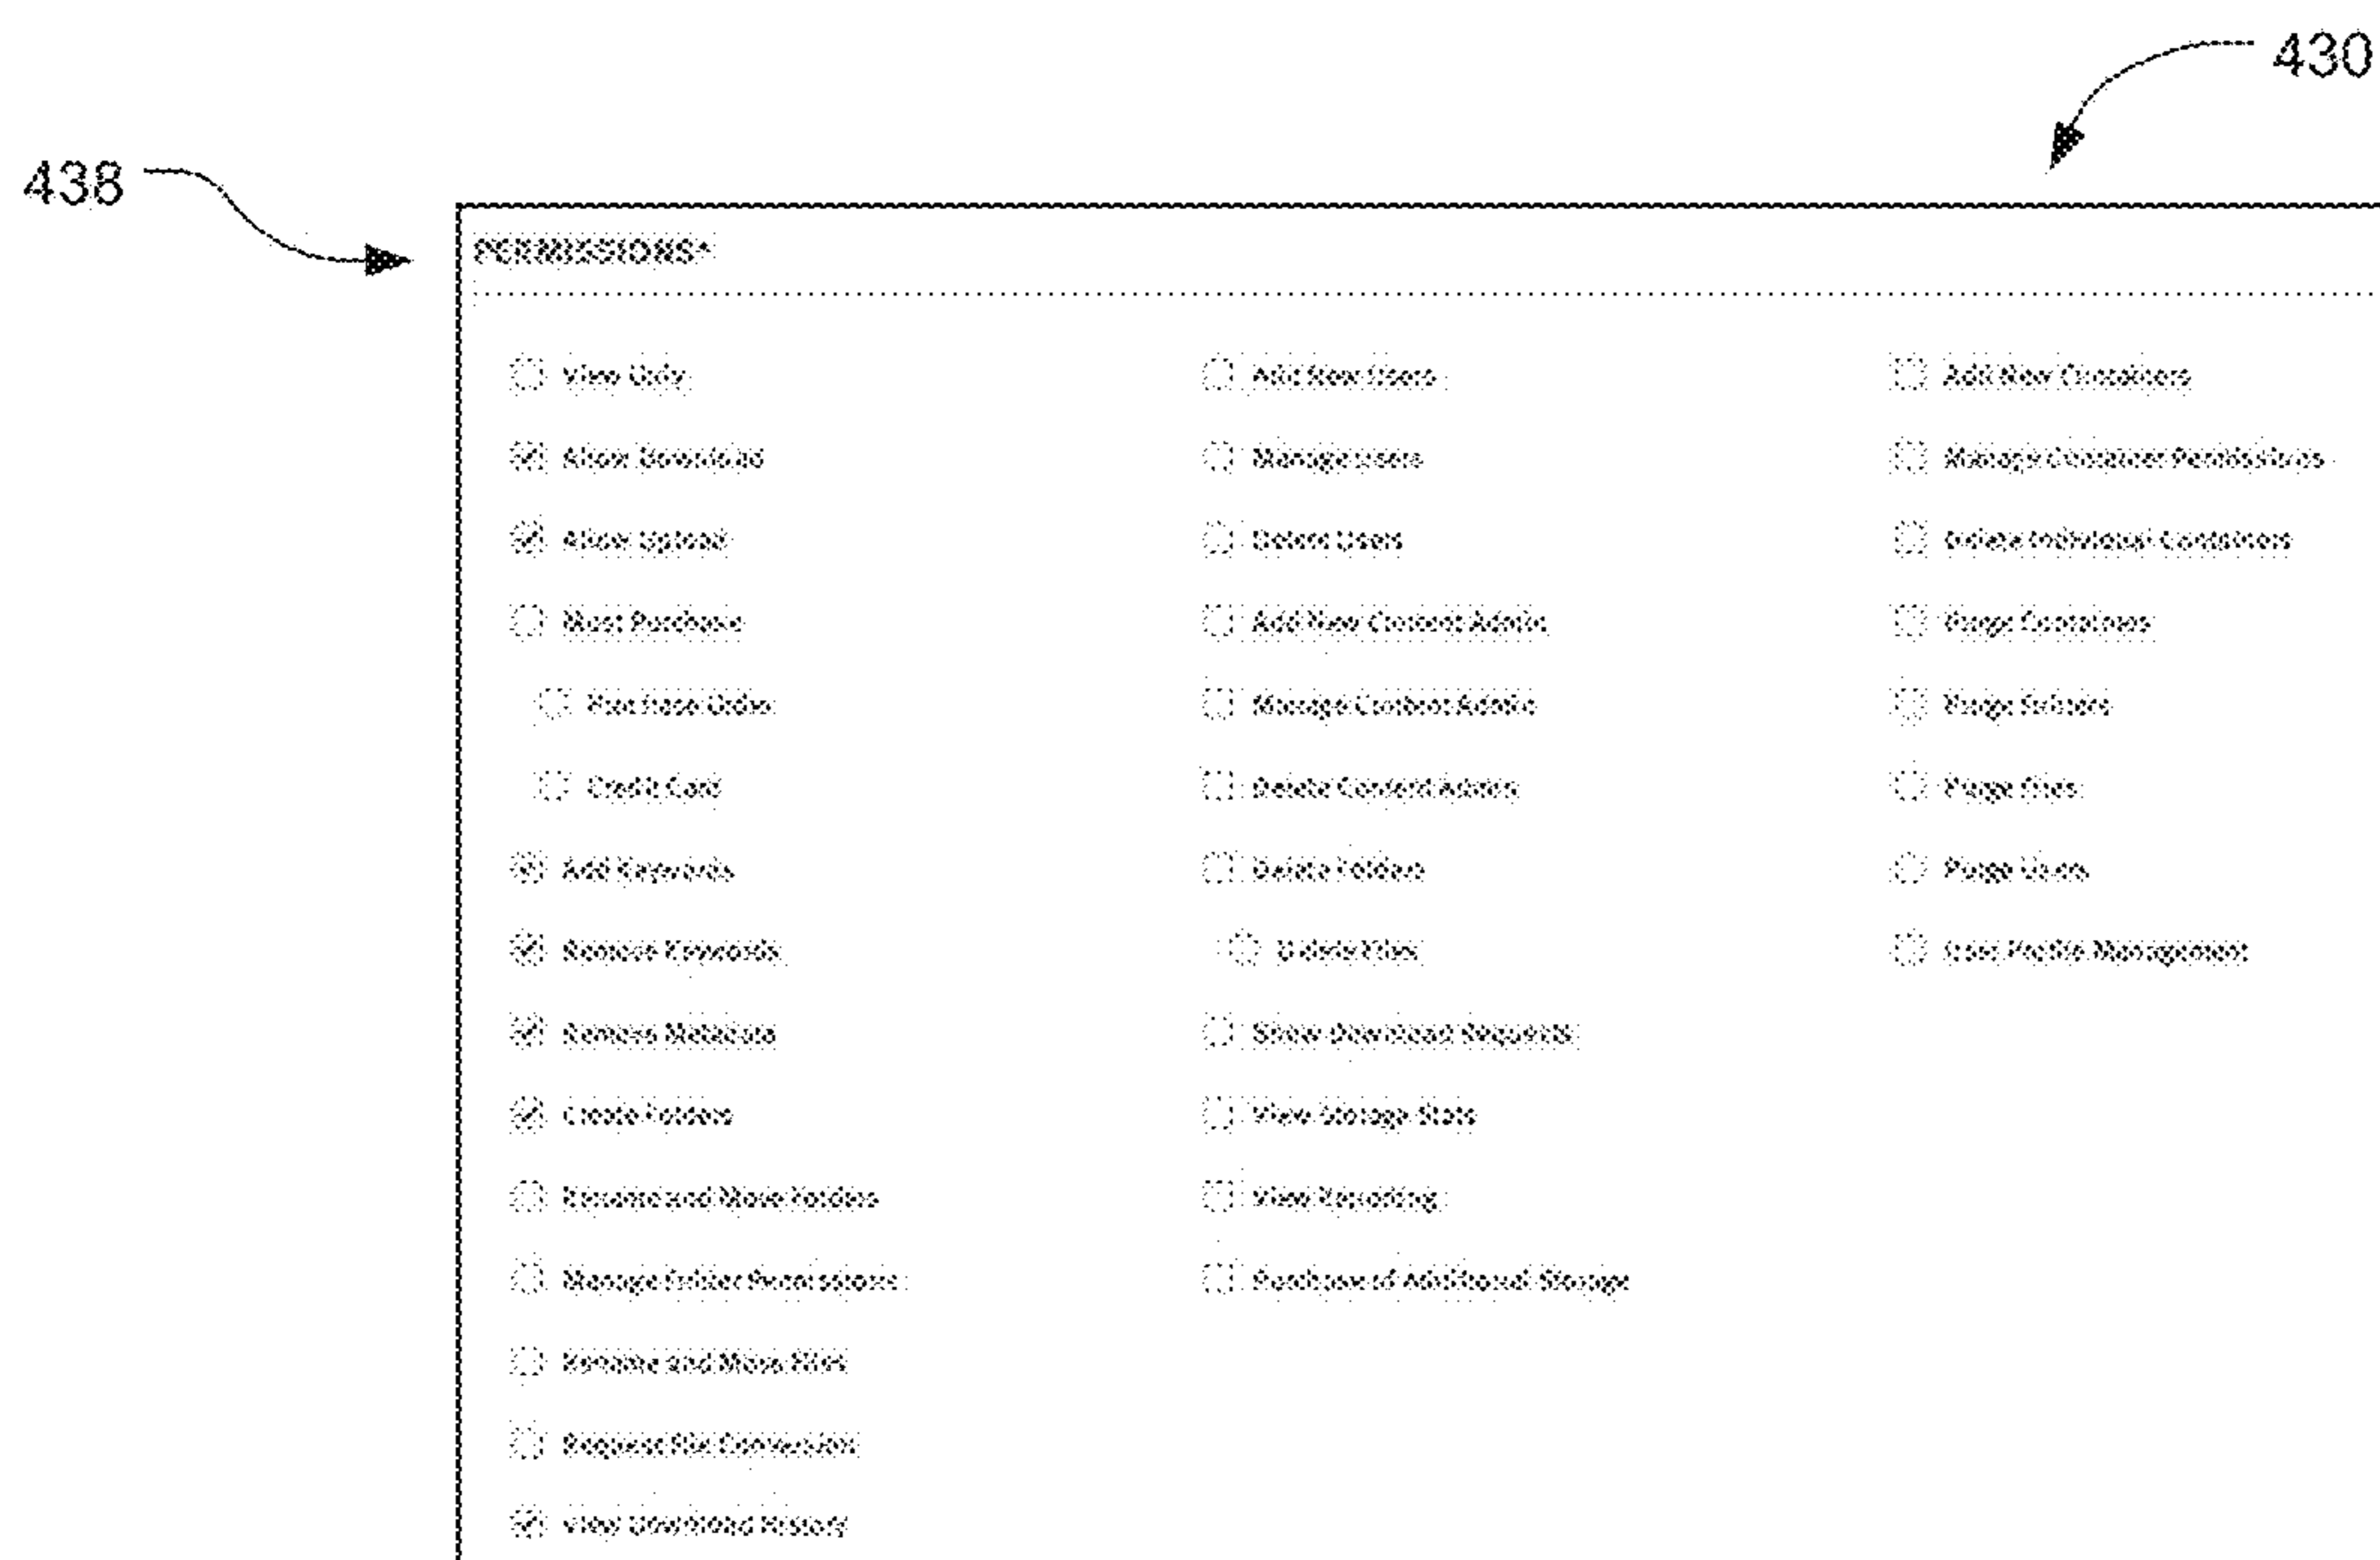 430
438
PERMISSIONS*
View Only
Allow Download
Allow Upload
Must Purchase
Purchase Order
Credit Card
Add Keywords
Remove Keywords
Remove Metadata
Create Folders
Rename and Move Folders
Manage Folder Permissions
Rename and Move Files
Request File Conversion
View Download History
Add New Users
Manage Users
Delete Users
Add New Content Admin
Manage Content Admin
Delete Content Admin
Delete Folders
Delete Files
Show Download Requests
View Storage Stats
View Reporting
Purchase of Additional Storage
Add New Containers
Manage Container Permissions
Delete Individual Containers
Purge Containers
Purge Folders
Purge Files
Purge Users
User Profile Management